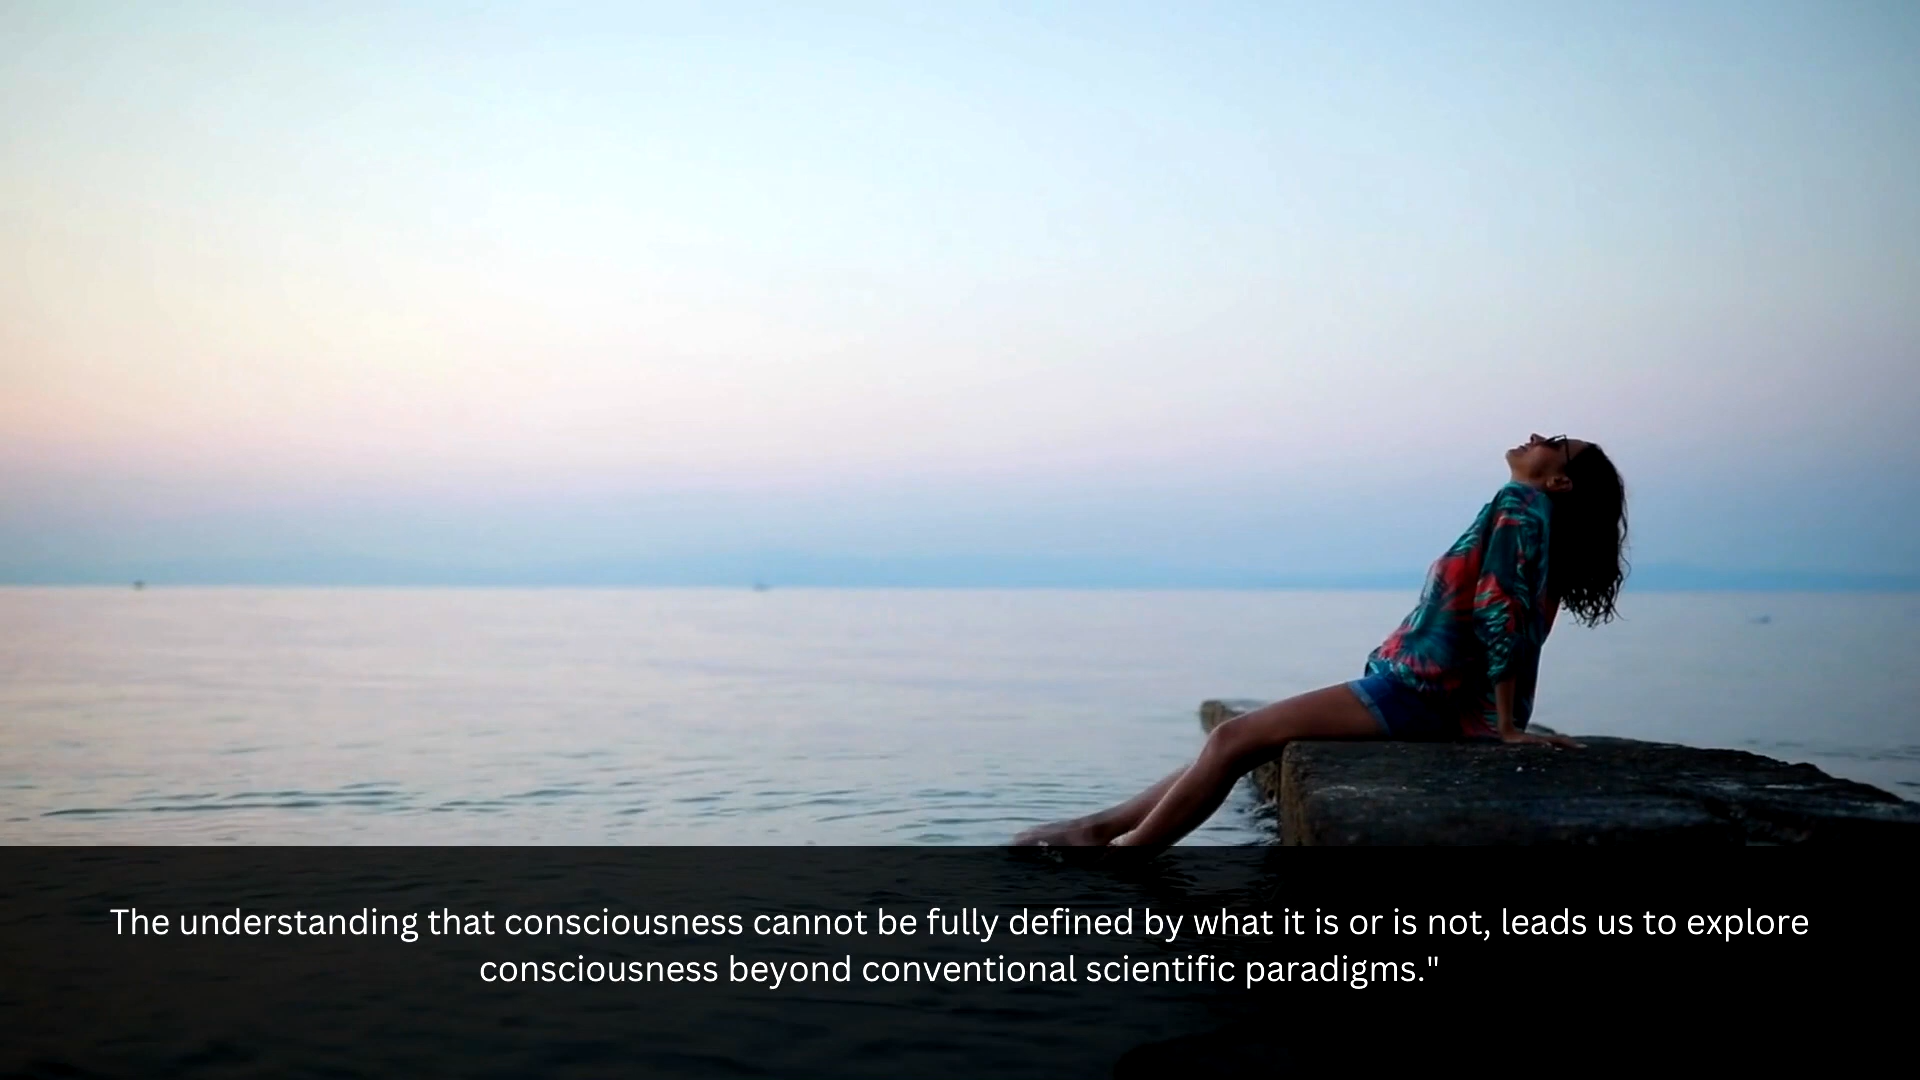 The understanding that consciousness cannot be fully defined by what it is or is not, leads us to explore
consciousness beyond conventional scientific paradigms."